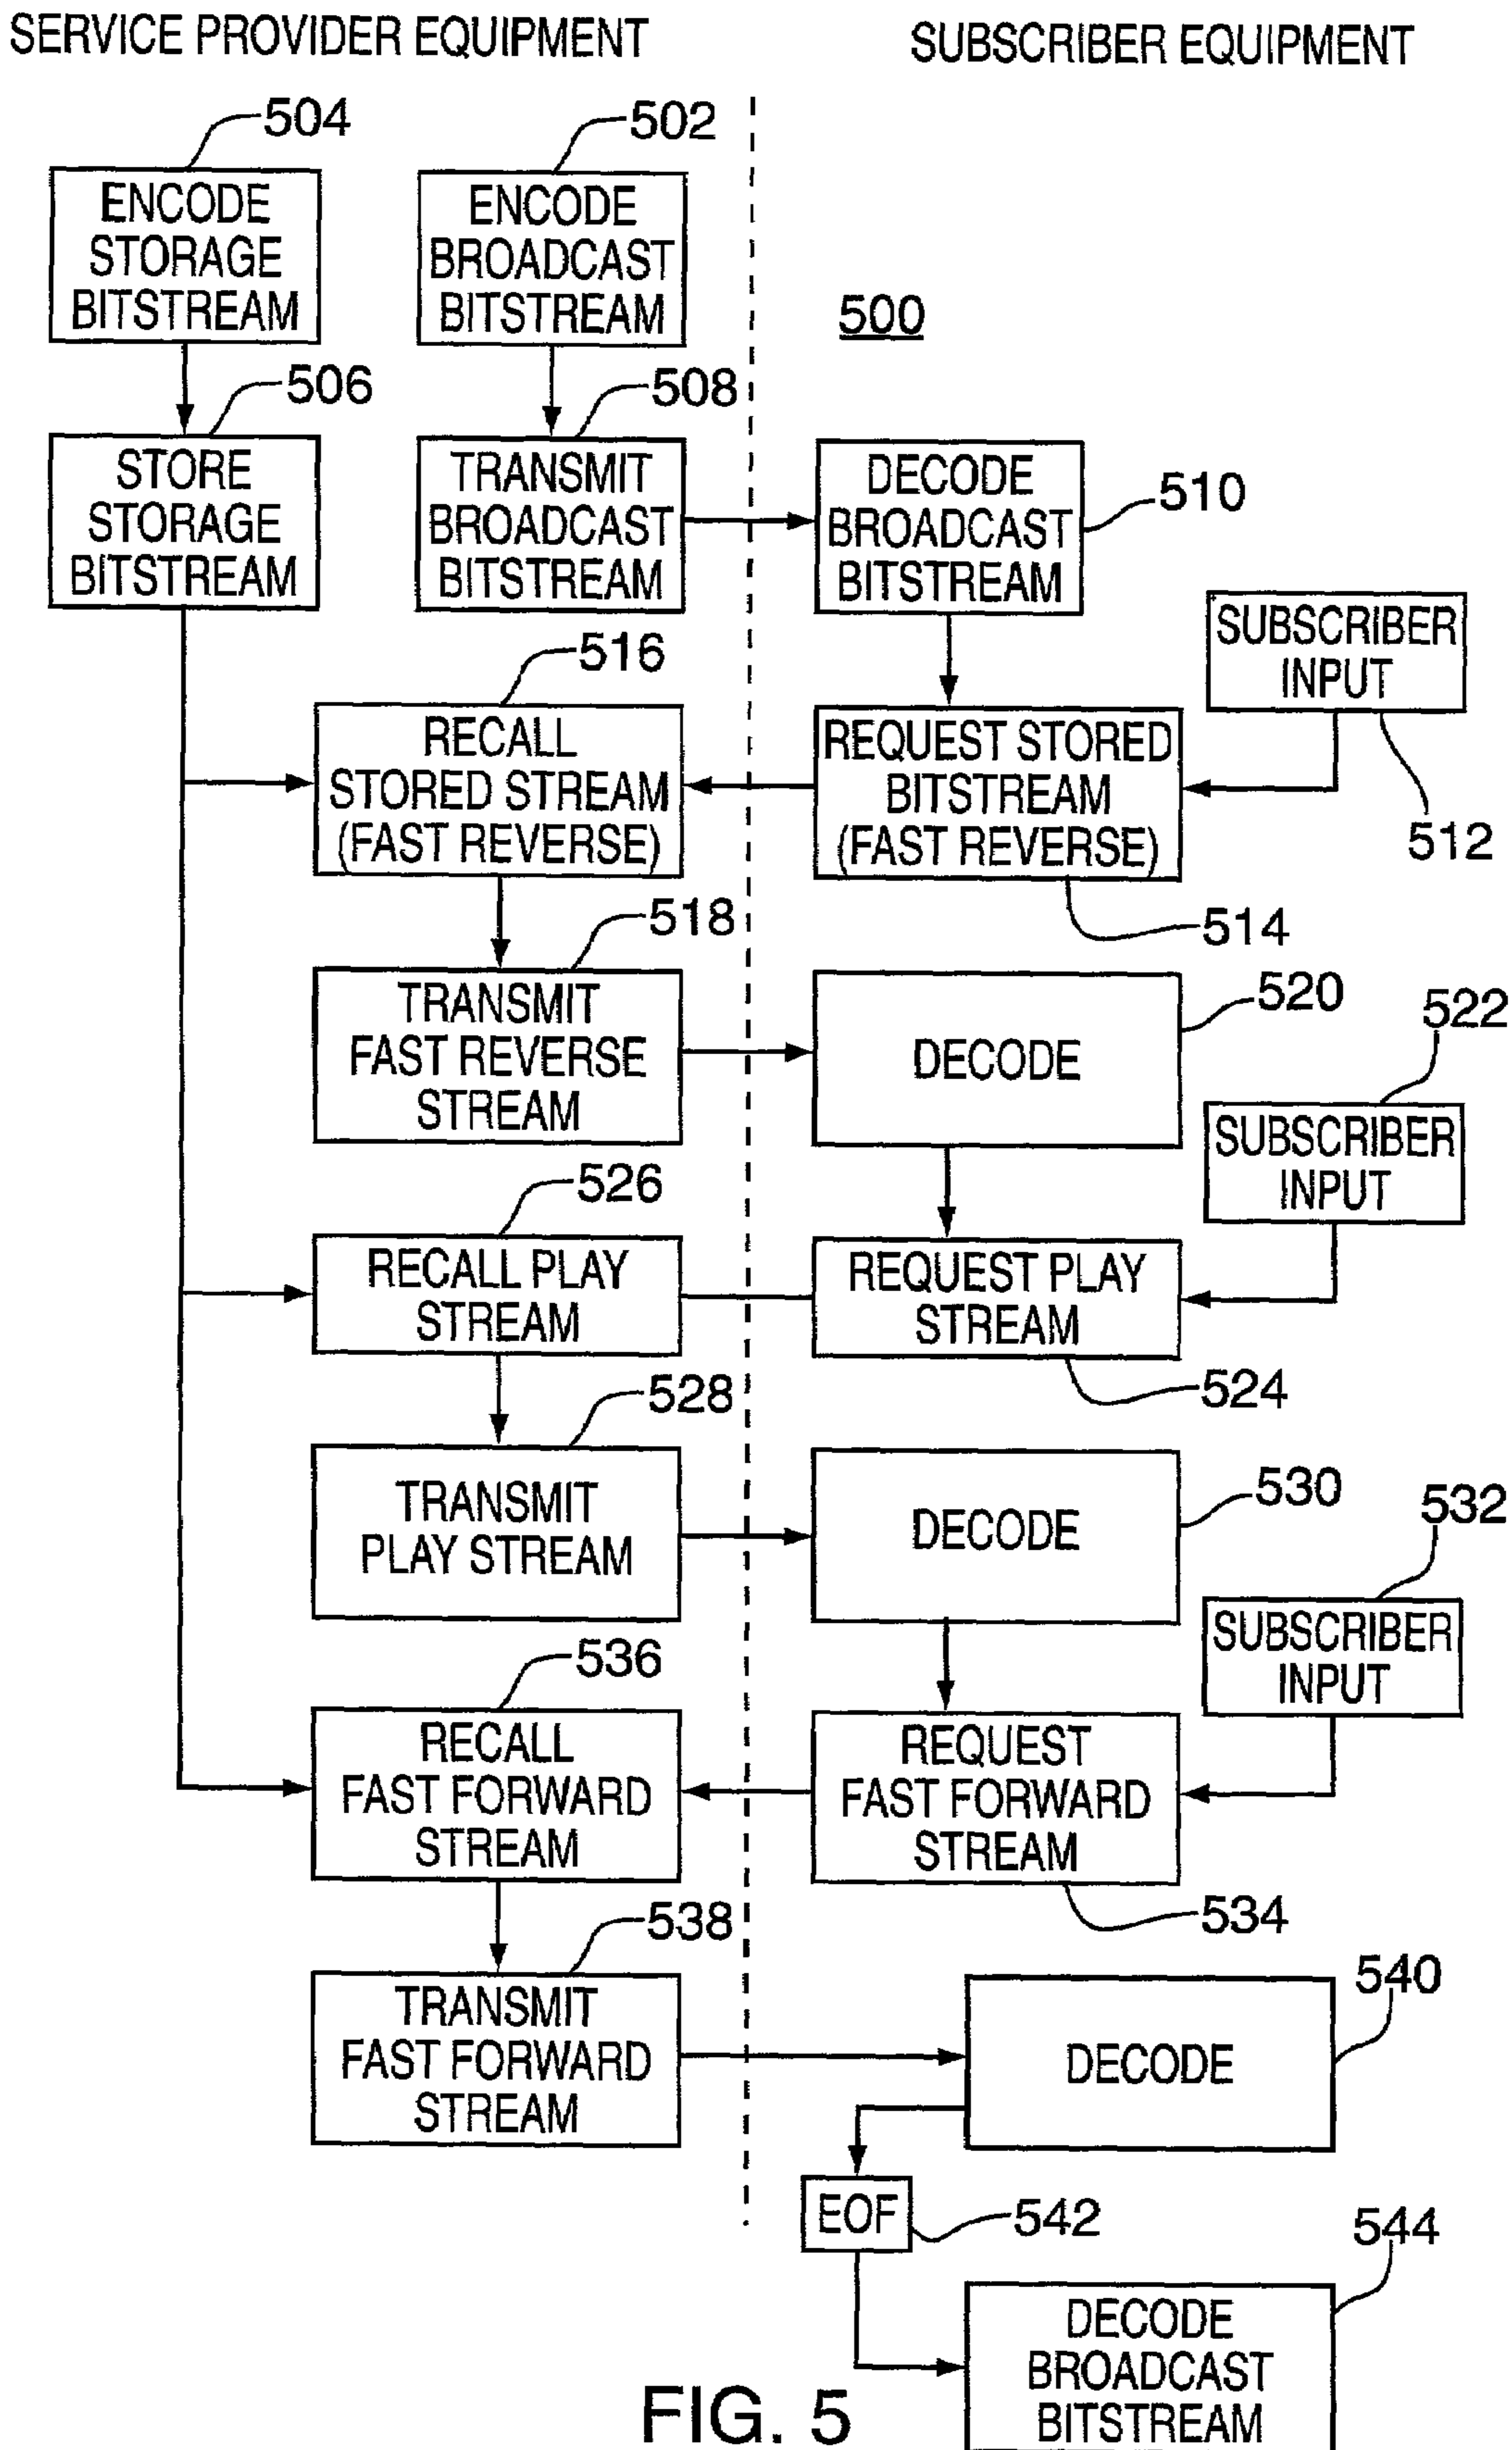 SERVICE PROVIDER EQUIPMENT
SUBSCRIBER EQUIPMENT
504
502
ENCODE
STORAGE
BITSTREAM
ENCODE
BROADCAST
BITSTREAM
500
506
508
STORE
STORAGE
BITSTREAM
TRANSMIT
BROADCAST
BITSTREAM
DECODE
BROADCAST
BITSTREAM
510
SUBSCRIBER
INPUT
512
516
RECALL
STORED STREAM
(FAST REVERSE)
REQUEST STORED
BITSTREAM
(FAST REVERSE)
514
518
TRANSMIT
FAST REVERSE
STREAM
DECODE
520
522
SUBSCRIBER
INPUT
526
RECALL PLAY
STREAM
REQUEST PLAY
STREAM
524
528
TRANSMIT
PLAY STREAM
DECODE
530
532
SUBSCRIBER
INPUT
536
RECALL
FAST FORWARD
STREAM
REQUEST
FAST FORWARD
STREAM
534
538
TRANSMIT
FAST FORWARD
STREAM
DECODE
540
EOF
542
544
DECODE
BROADCAST
BITSTREAM
FIG. 5